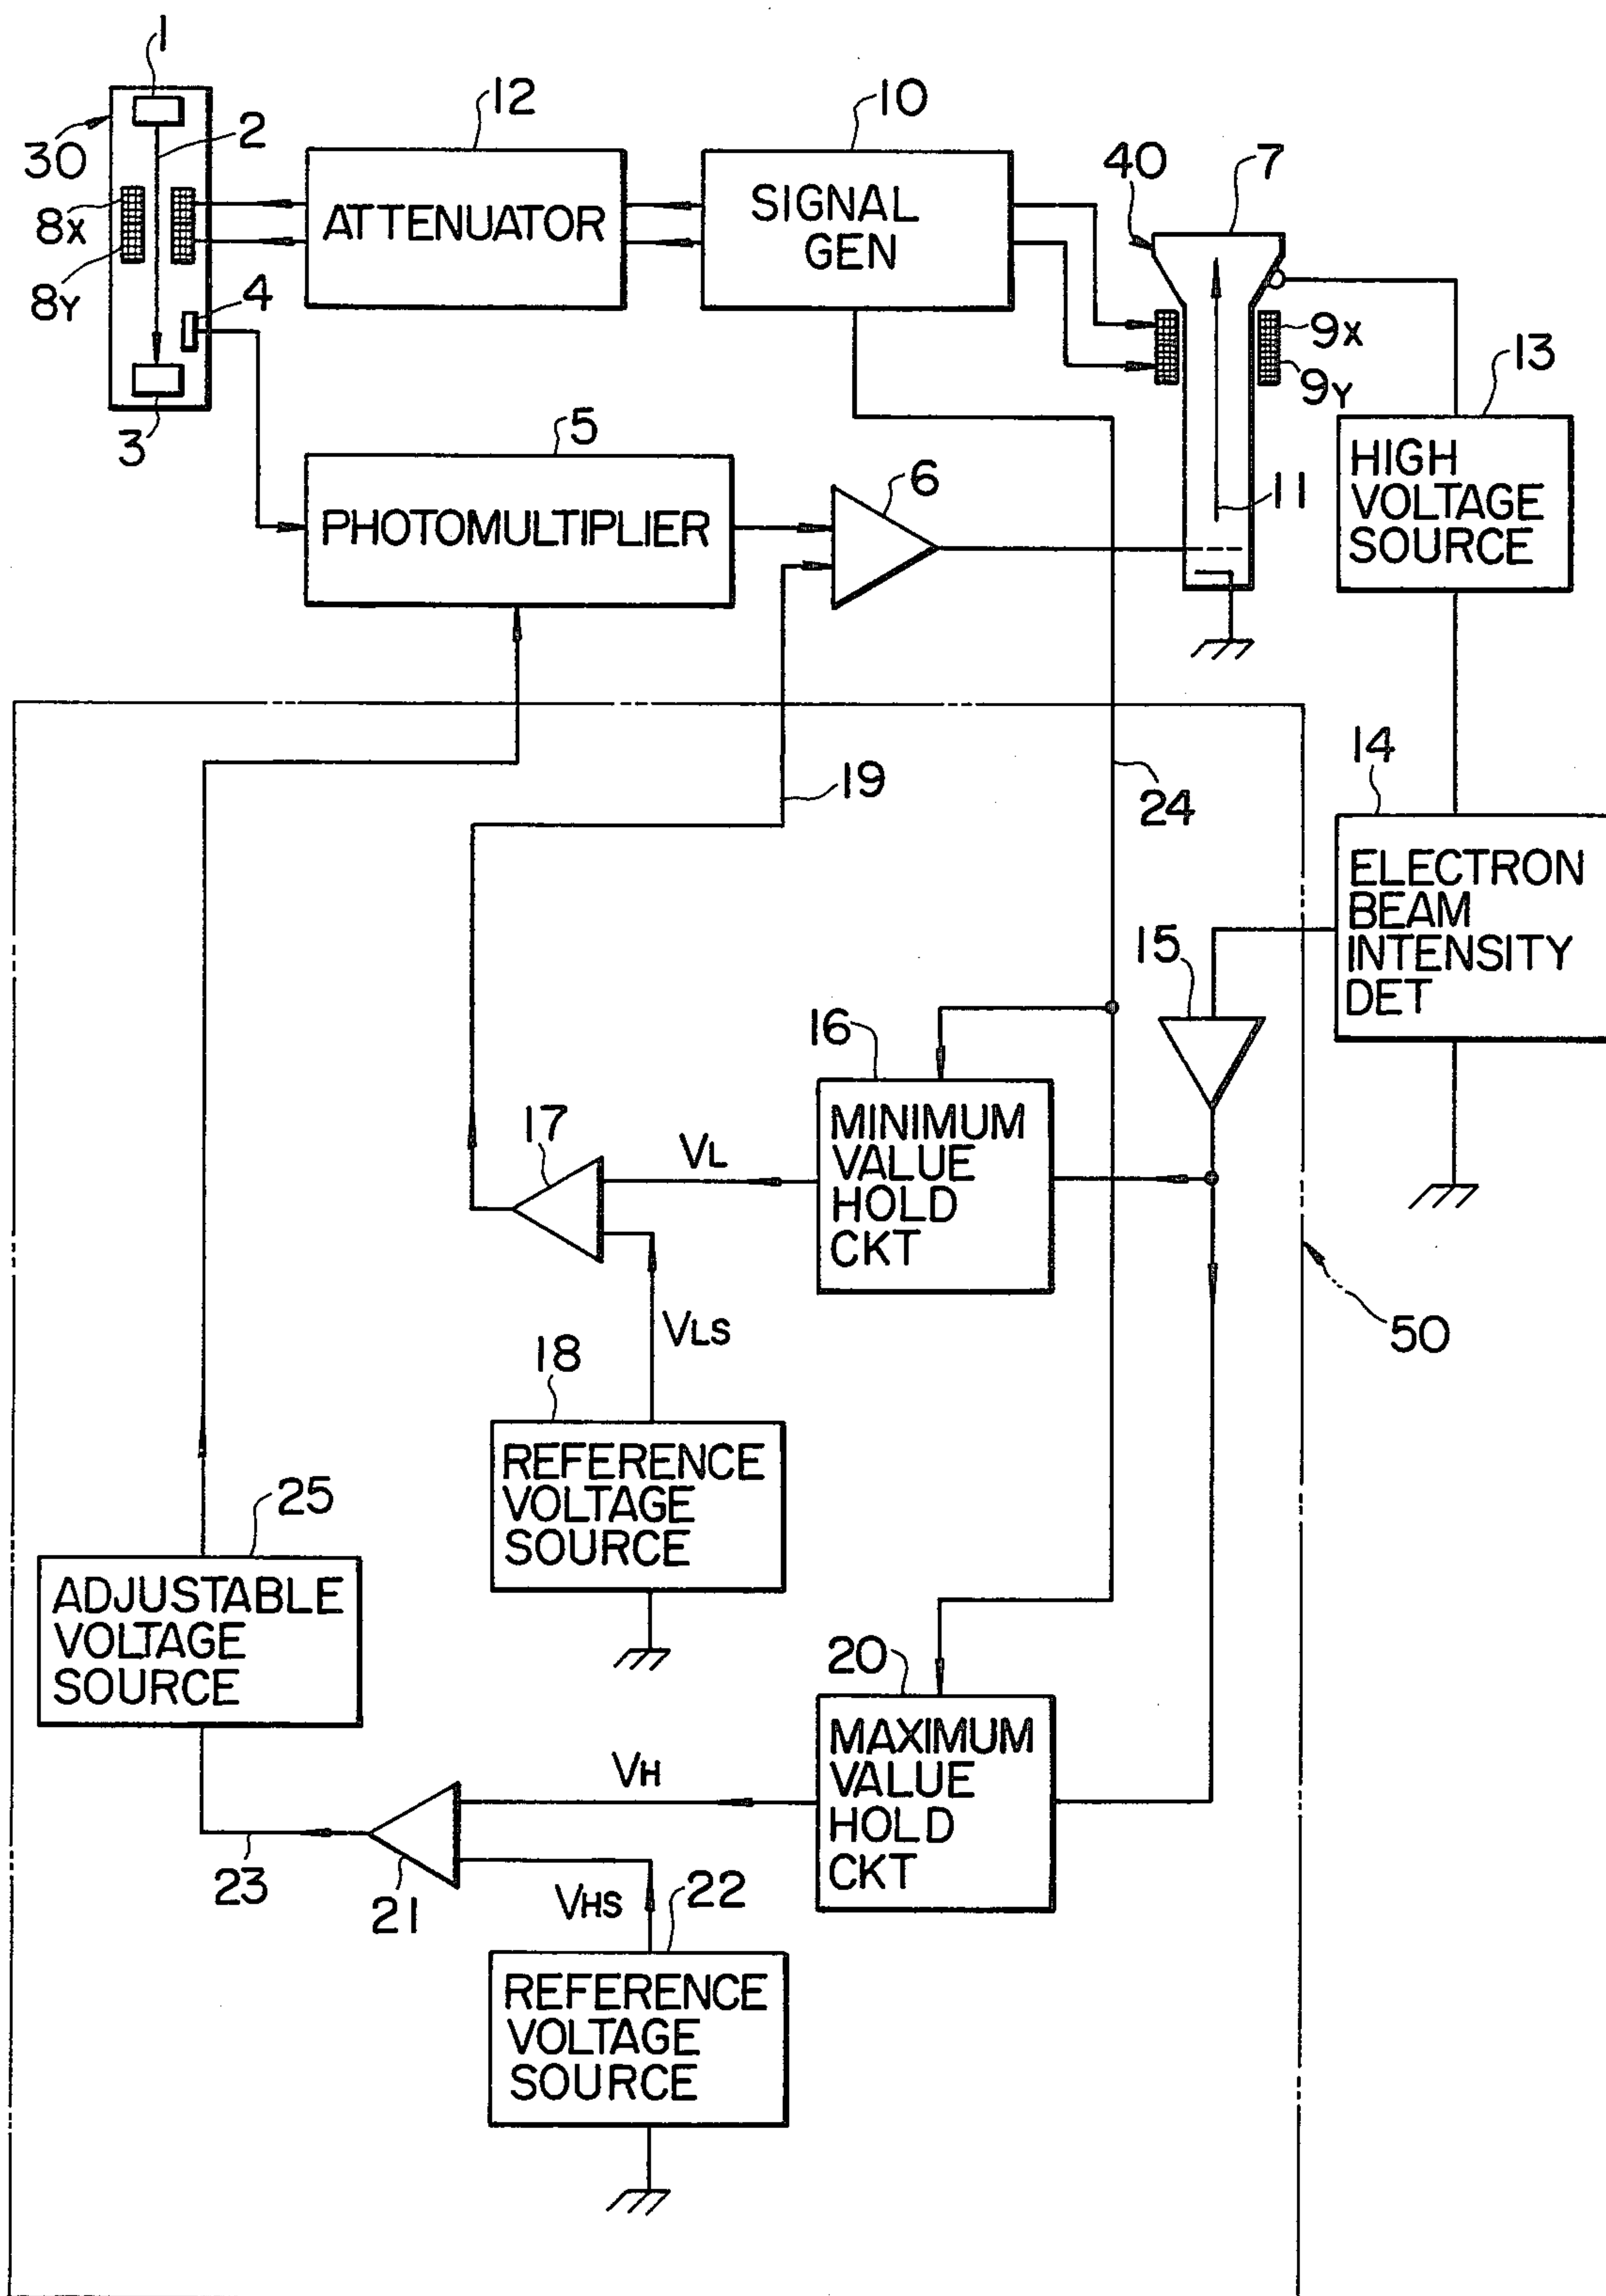 1
12
10
30
2
40
7
ATTENUATOR
SIGNAL
GEN
8X
8Y
4
9X
9Y
13
3
5
6
HIGH
VOLTAGE
SOURCE
11
PHOTOMULTIPLIER
14
19
24
ELECTRON
BEAM
INTENSITY
DET
15
16
17
VL
MINIMUM
VALUE
HOLD
CKT
VLS
50
18
REFERENCE
VOLTAGE
SOURCE
25
ADJUSTABLE
VOLTAGE
SOURCE
20
MAXIMUM
VALUE
HOLD
CKT
VH
23
21
VHS
22
REFERENCE
VOLTAGE
SOURCE